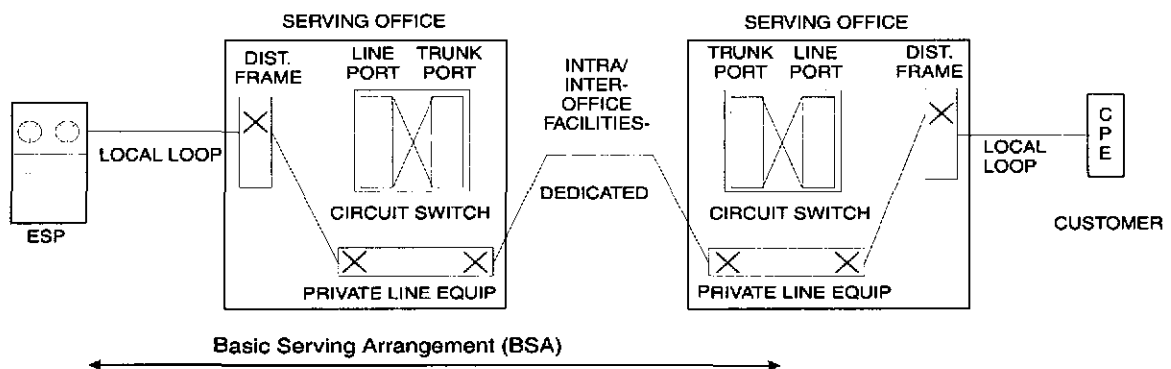 SERVING OFFICE
DIST.
FRAME
LINE
PORT
TRUNK
PORT
LOCAL LOOP
ESP
CIRCUIT SWITCH
PRIVATE LINE EQUIP
INTRA/
INTER-
OFFICE
FACILITIES-
DEDICATED
SERVING OFFICE
TRUNK
PORT
LINE
PORT
DIST.
FRAME
CIRCUIT SWITCH
PRIVATE LINE EQUIP
LOCAL
LOOP
C
P
E
CUSTOMER
Basic Serving Arrangement (BSA)